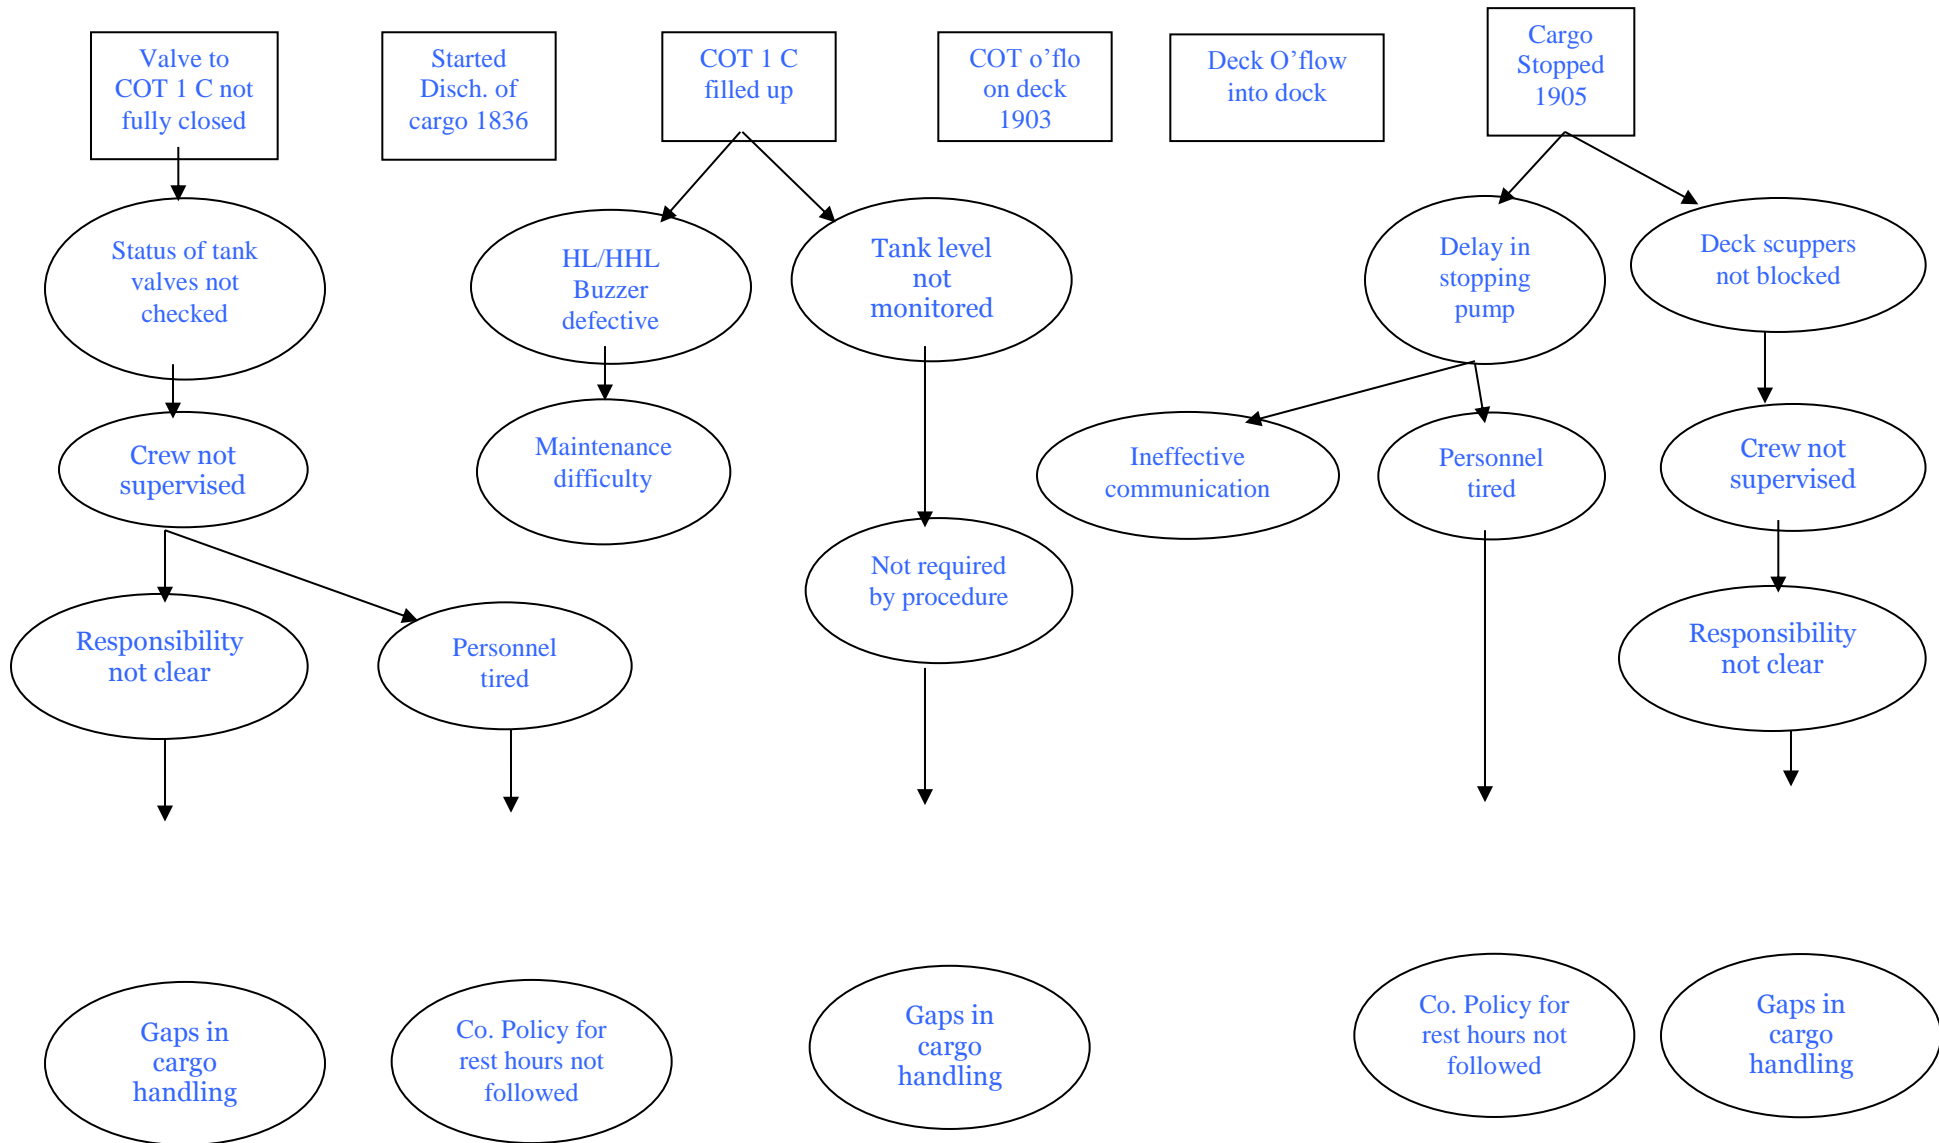 Valve to
COT 1 C not
fully closed
Started
Disch. of
cargo 1836
COT 1 C
filled up
COT o’flo
on deck
1903
Deck O’flow
into dock
Cargo
Stopped
1905
Status of tank
valves not
checked
HL/HHL
Buzzer
defective
Tank level
not
monitored
Delay in
stopping
pump
Deck scuppers
not blocked
Crew not
supervised
Maintenance
difficulty
Ineffective
communication
Personnel
tired
Crew not
supervised
Responsibility
not clear
Personnel
tired
Not required
by procedure
Responsibility
not clear
Gaps in
cargo
handling
Co. Policy for
rest hours not
followed
Gaps in
cargo
handling
Co. Policy for
rest hours not
followed
Gaps in
cargo
handling